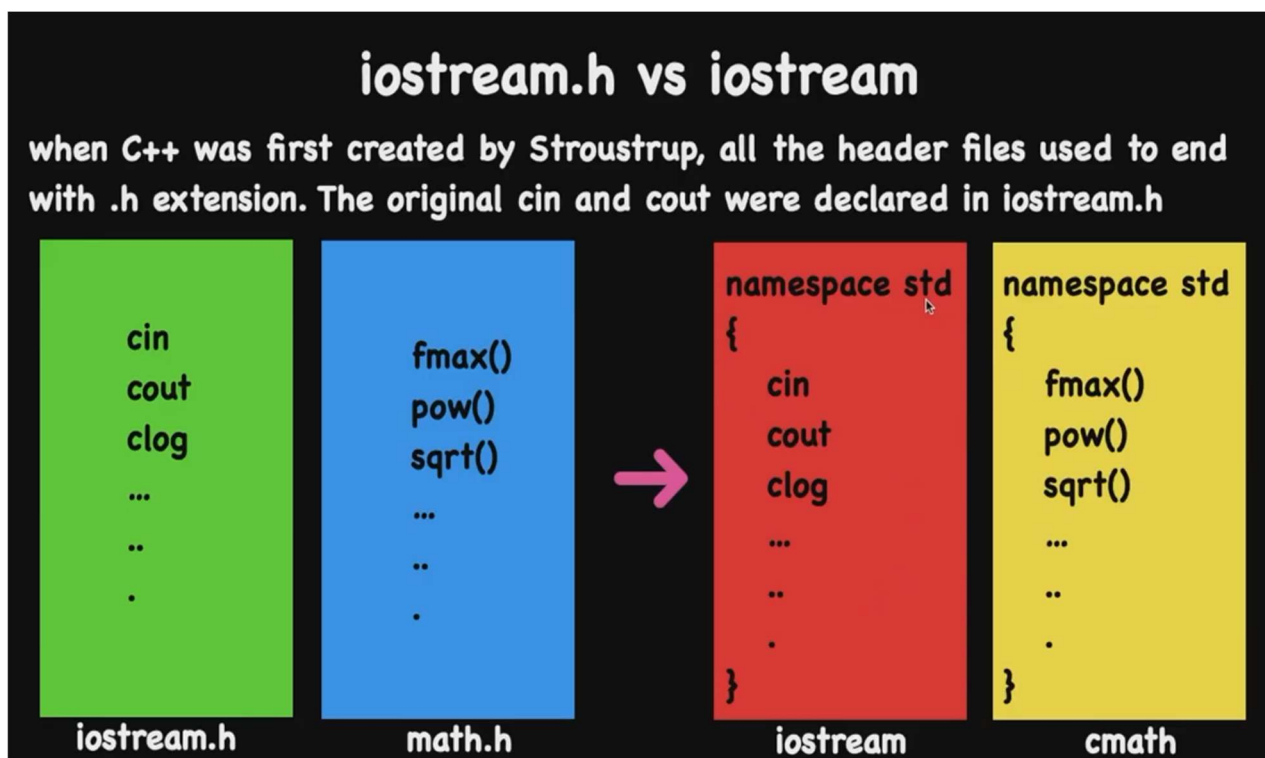 iostream.h vs iostream
when C++ was first created by Stroustrup, all the header files used to end
with .h extension. The original cin and cout were declared in iostream.h
cin
cout
clog
...
..
.
iostream.h
fmax()
pow()
sqrt()
...
..
.
math.h
namespace std
{
cin
cout
clog
...
..
.
}
iostream
namespace std
{
fmax()
pow()
sqrt()
...
..
.
}
cmath